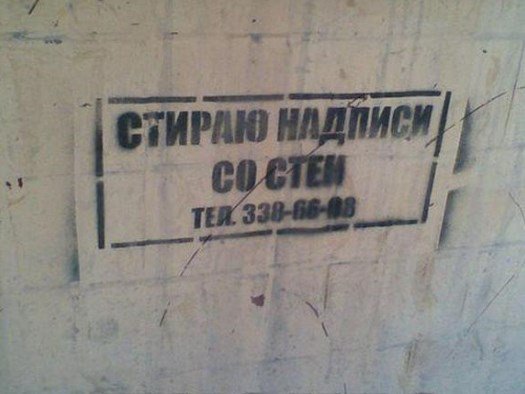 СТИРАЮ НАДПИСИ
СО СТЕН
ТЕЛ. 338-66-08